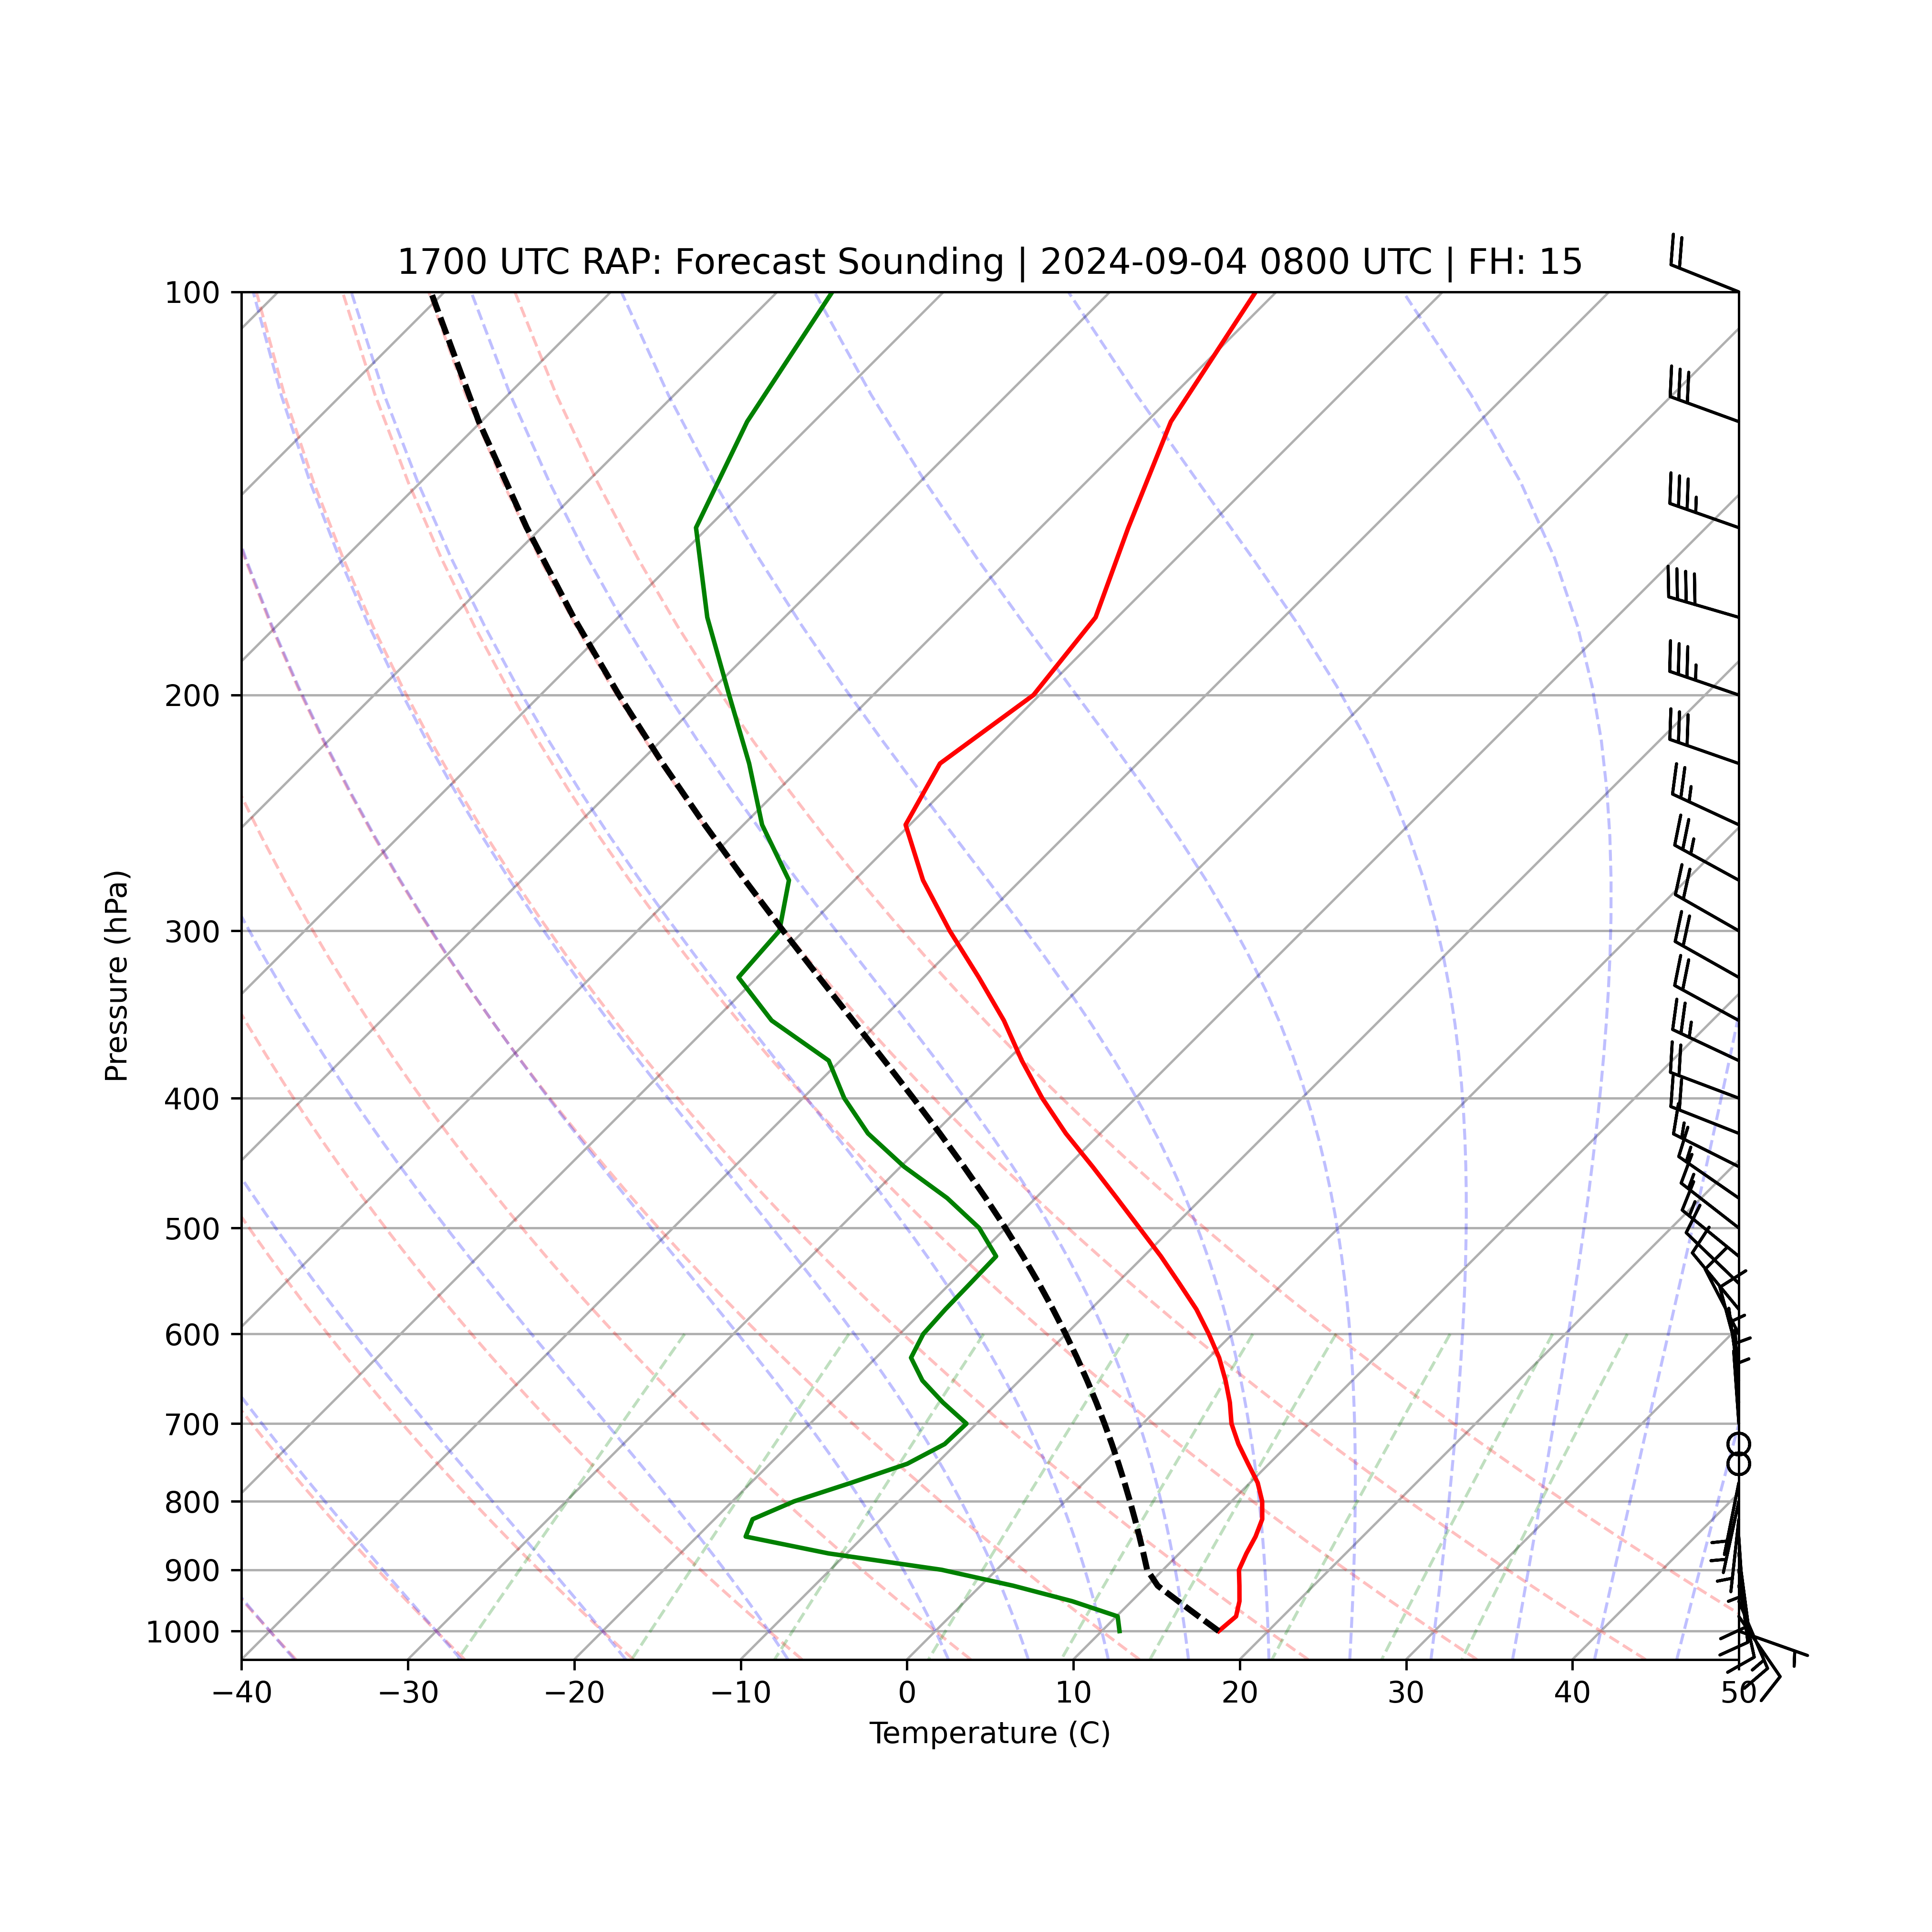 1700 UTC RAP: Forecast Sounding | 2024-09-04 0800 UTC | FH: 15
100
200
300
400
500
600
700
800
900
1000
Pressure (hPa)
−40 −30 −20 −10 0 10 20 30 40 50
Temperature (C)